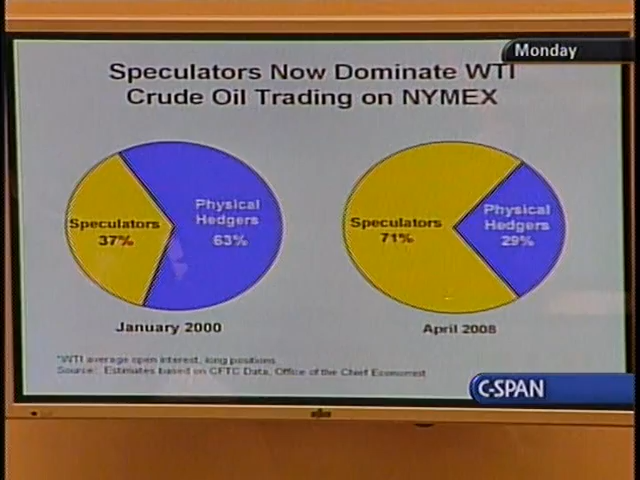 Monday
Speculators Now Dominate WTI
Crude Oil Trading on NYMEX
Speculators
37%
Physical
Hedgers
63%
January 2000
Speculators
71%
Physical
Hedgers
29%
April 2008
*WTI average open interest, long positions
Source: Estimates based on CFTC Data, Office of the Chief Economist
C-SPAN